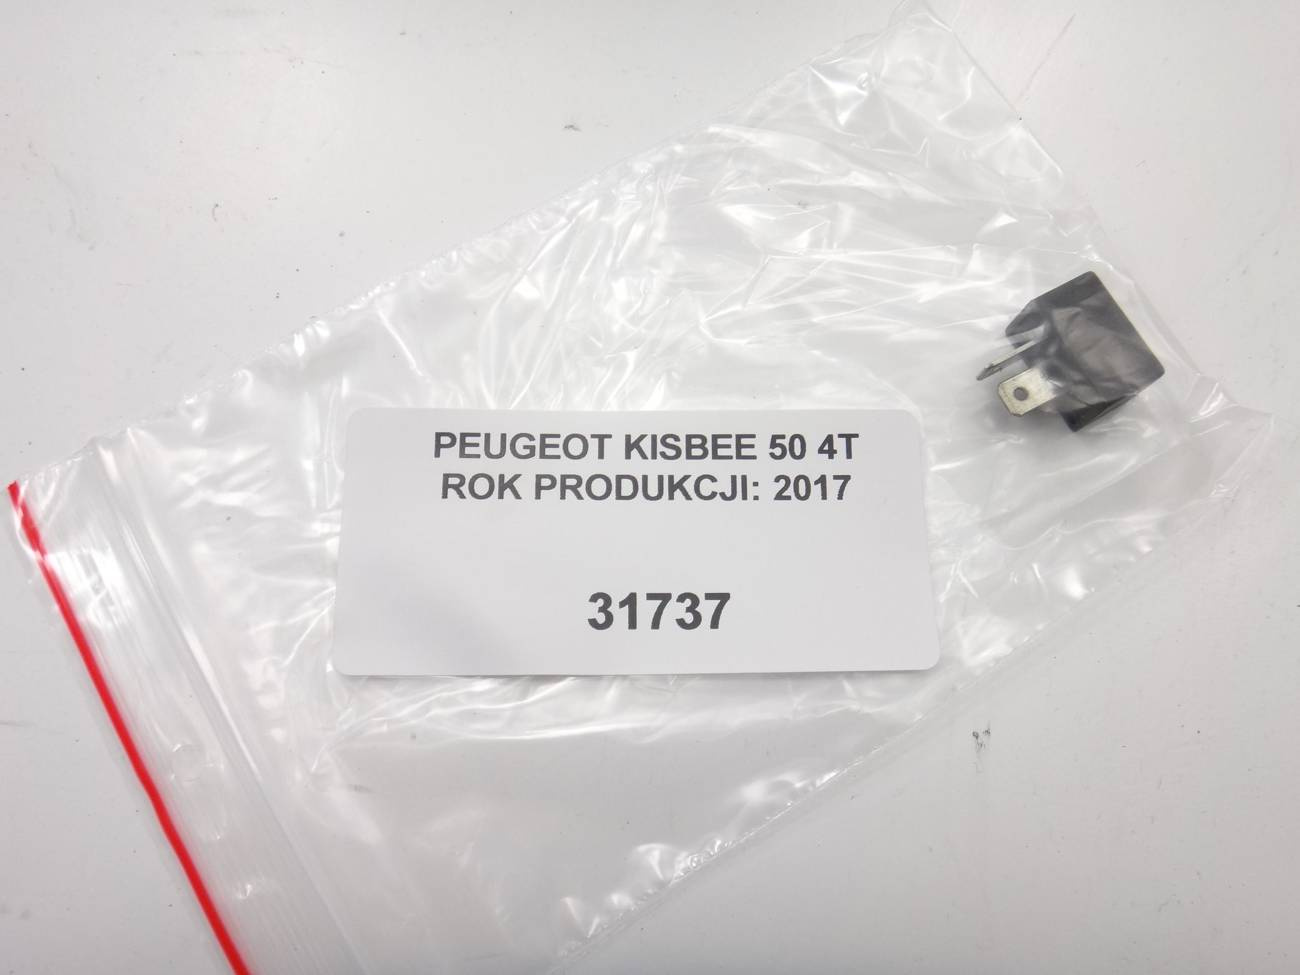 PEUGEOT KISBEE 50 4T
ROK PRODUKCJI: 2017
31737